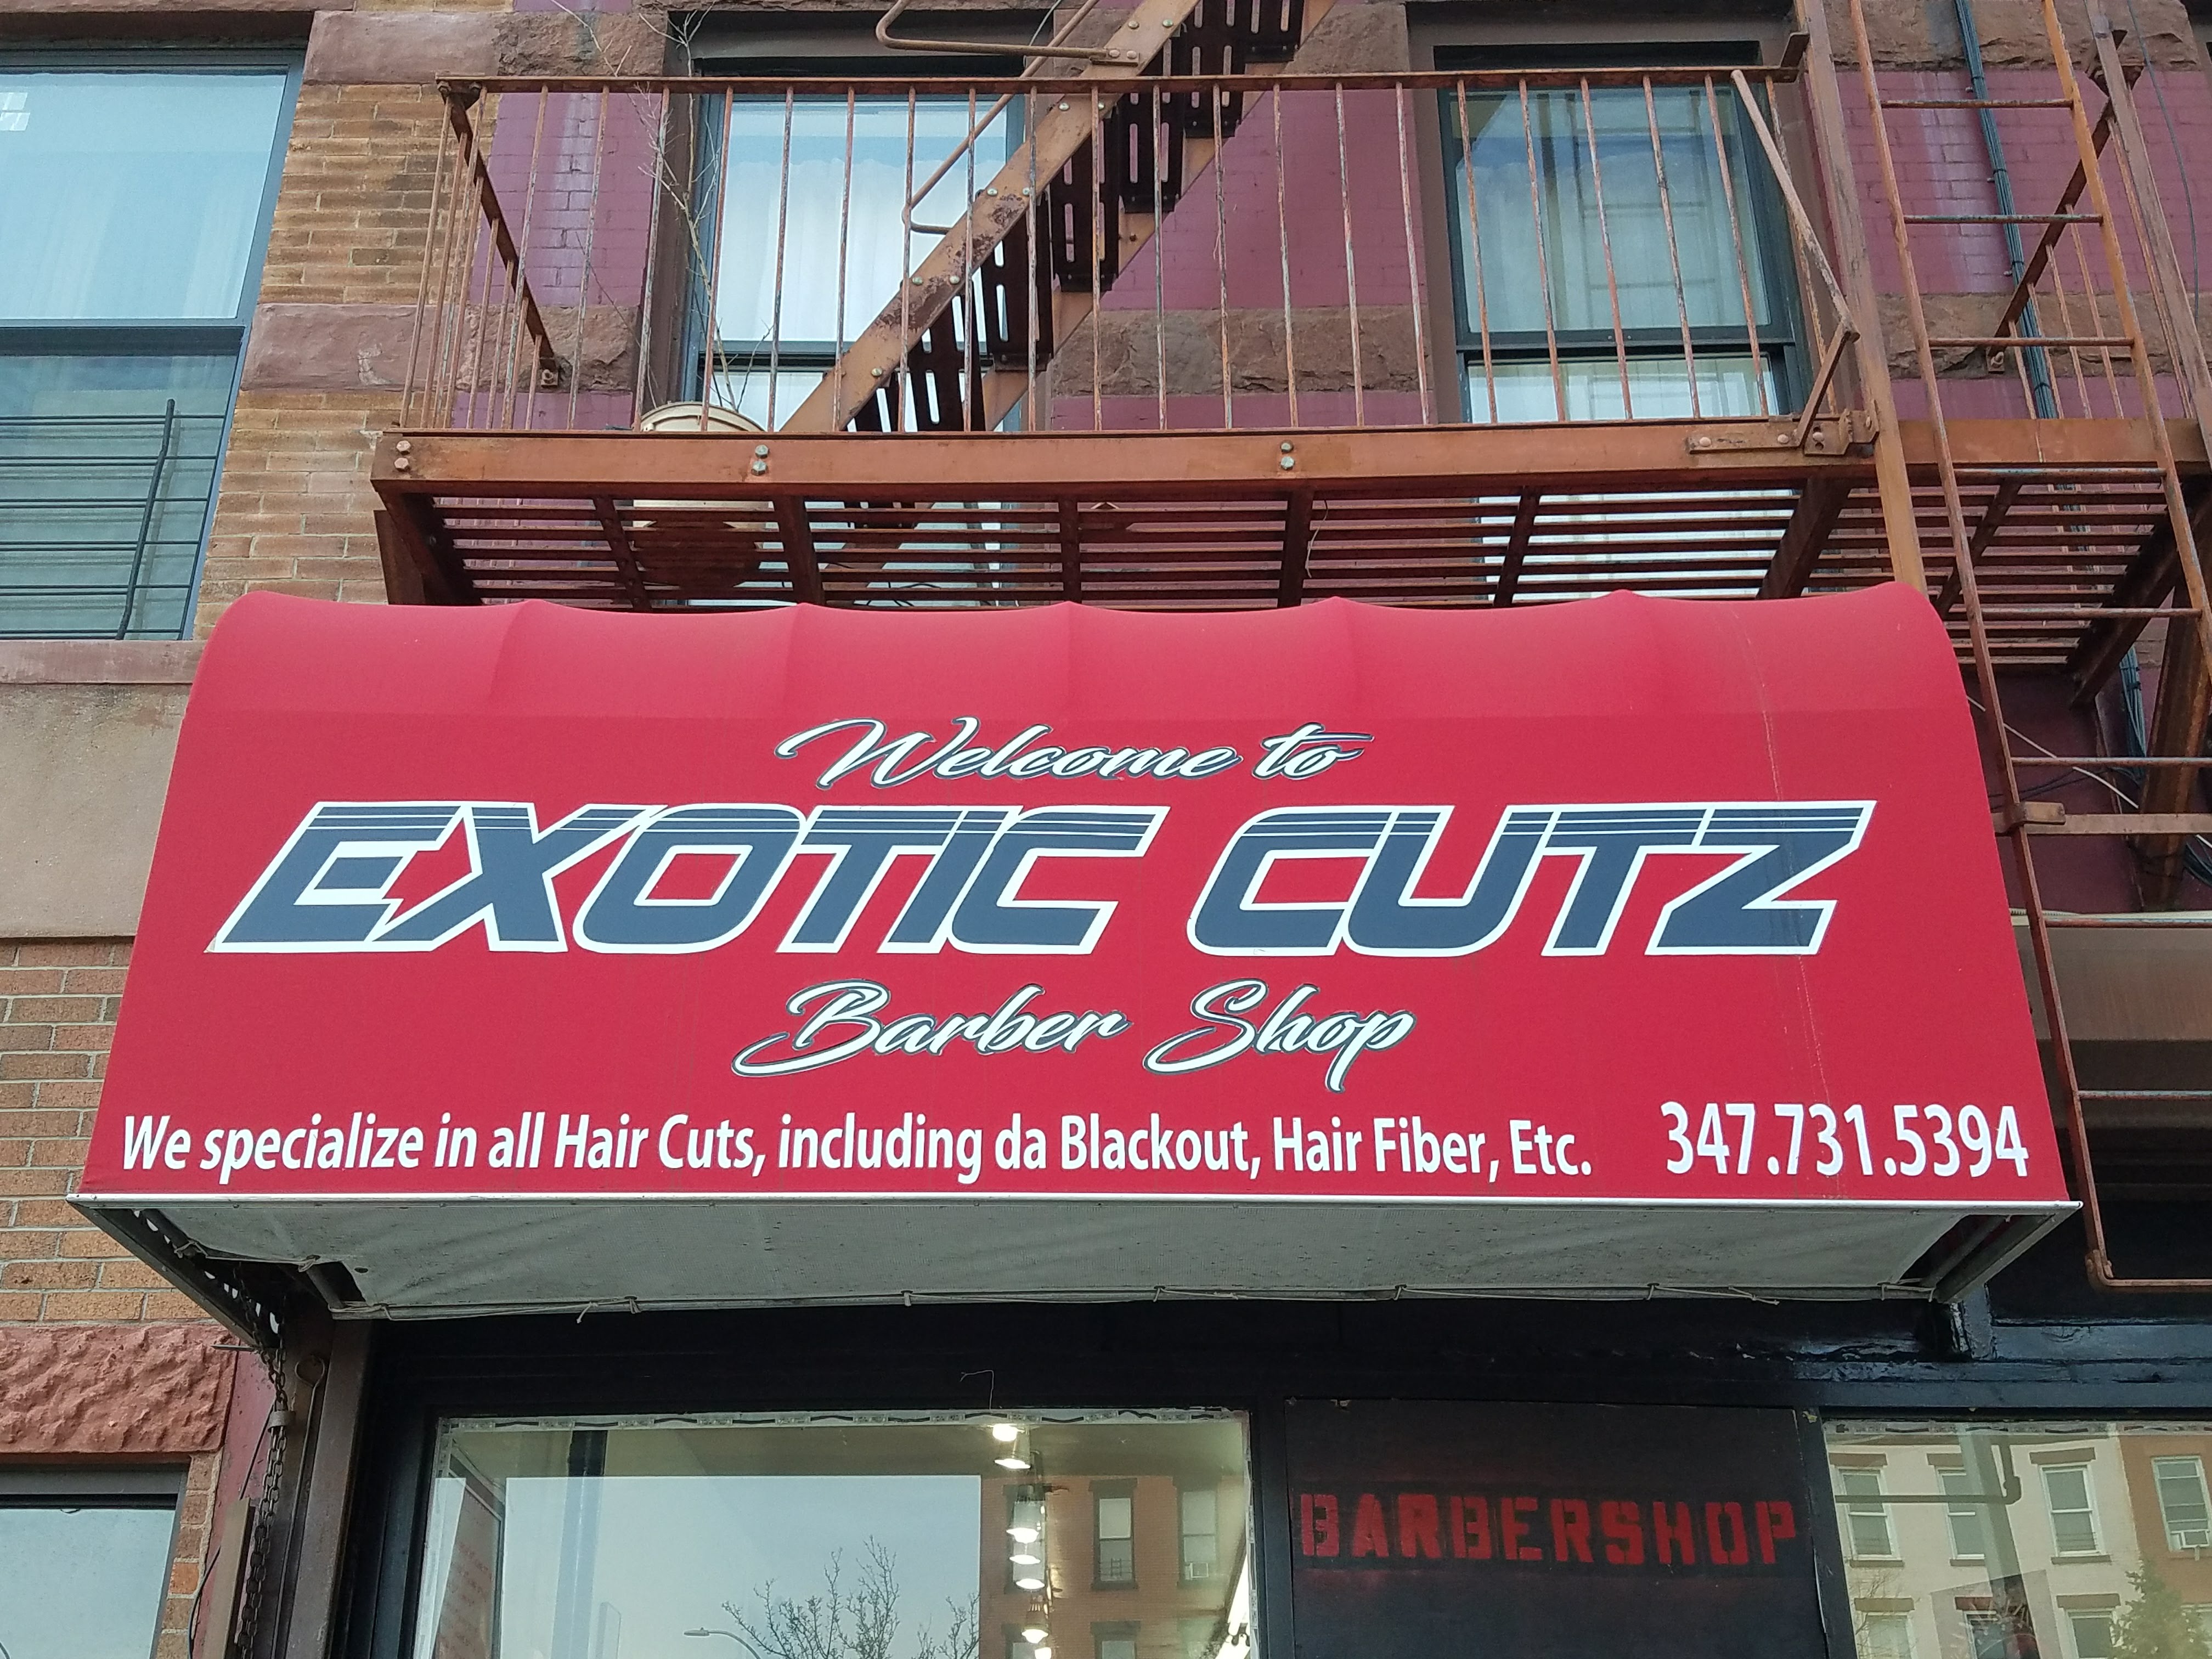 Welcome to
EXOTIC CUTZ
Barber Shop
We specialize in all Hair Cuts, including da Blackout, Hair Fiber, Etc. 347.731.5394
BARBERSHOP